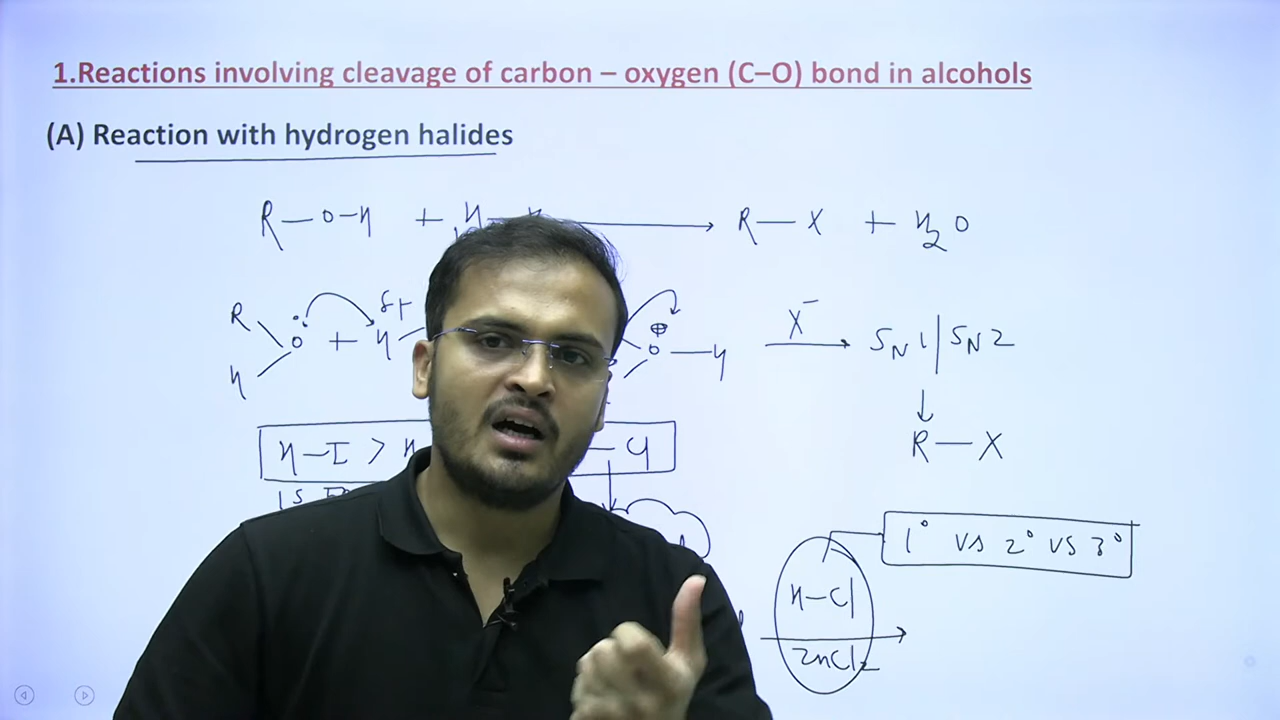 1.Reactions involving cleavage of carbon – oxygen (C–O) bond in alcohols
(A) Reaction with hydrogen halides
R — O – H + H — → R — X + H2O
R
H
O + H δ+
⊕
O — H
X⁻ → SN1 | SN2
R — X
H – I > H — Cl
1° VS 2° VS 3°
H – Cl
ZnCl2